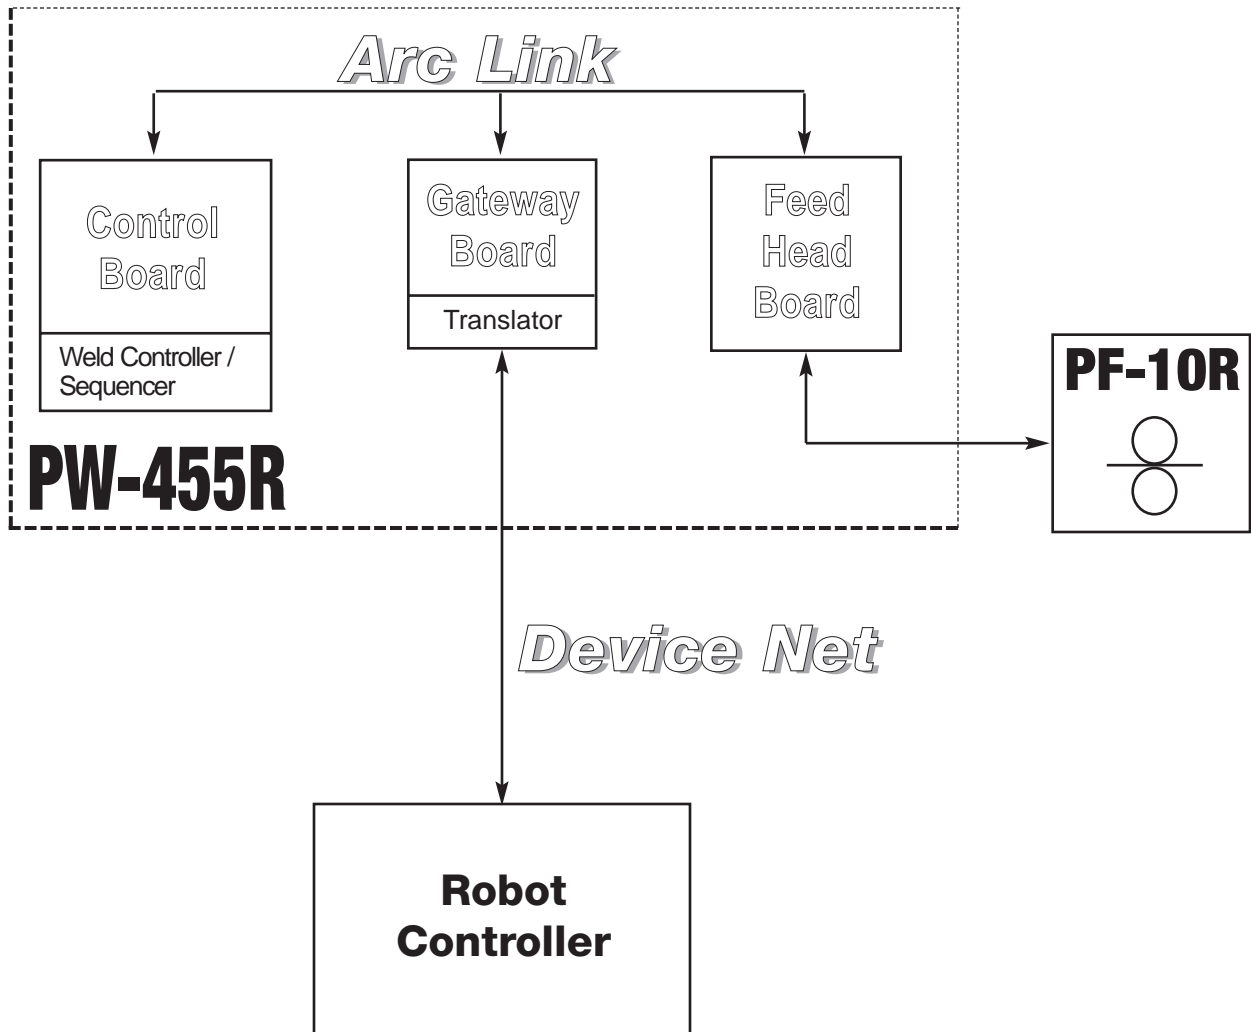 Arc Link
Control
Board
Weld Controller /
Sequencer
Gateway
Board
Translator
Feed
Head
Board
PF-10R
PW-455R
Device Net
Robot
Controller